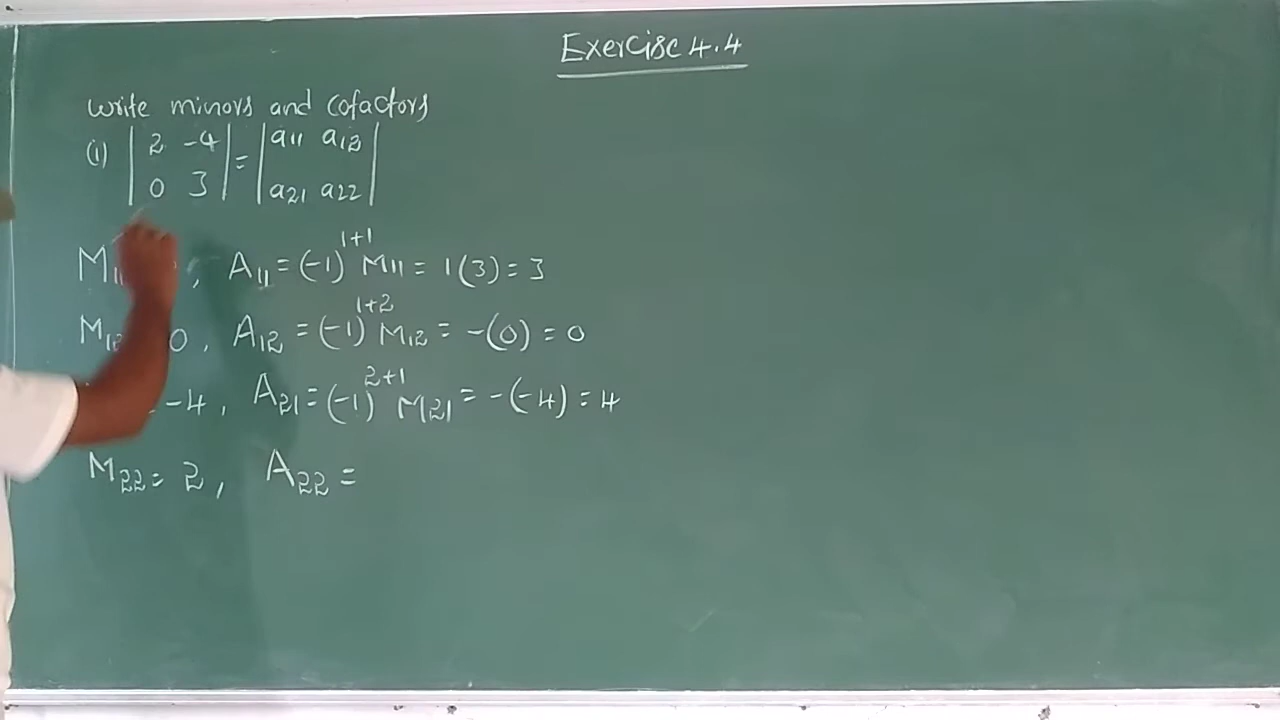 Exercise 4.4
write minors and cofactors
(i) | 2 -4 | = | a11 a12 |
| 0 3 | | a21 a22 |
M11 , A11 = (-1)^1+1 M11 = 1(3) = 3
M12 0 , A12 = (-1)^1+2 M12 = -(0) = 0
-4 , A21 = (-1)^2+1 M21 = -(-4) = 4
M22 = 2 , A22 =